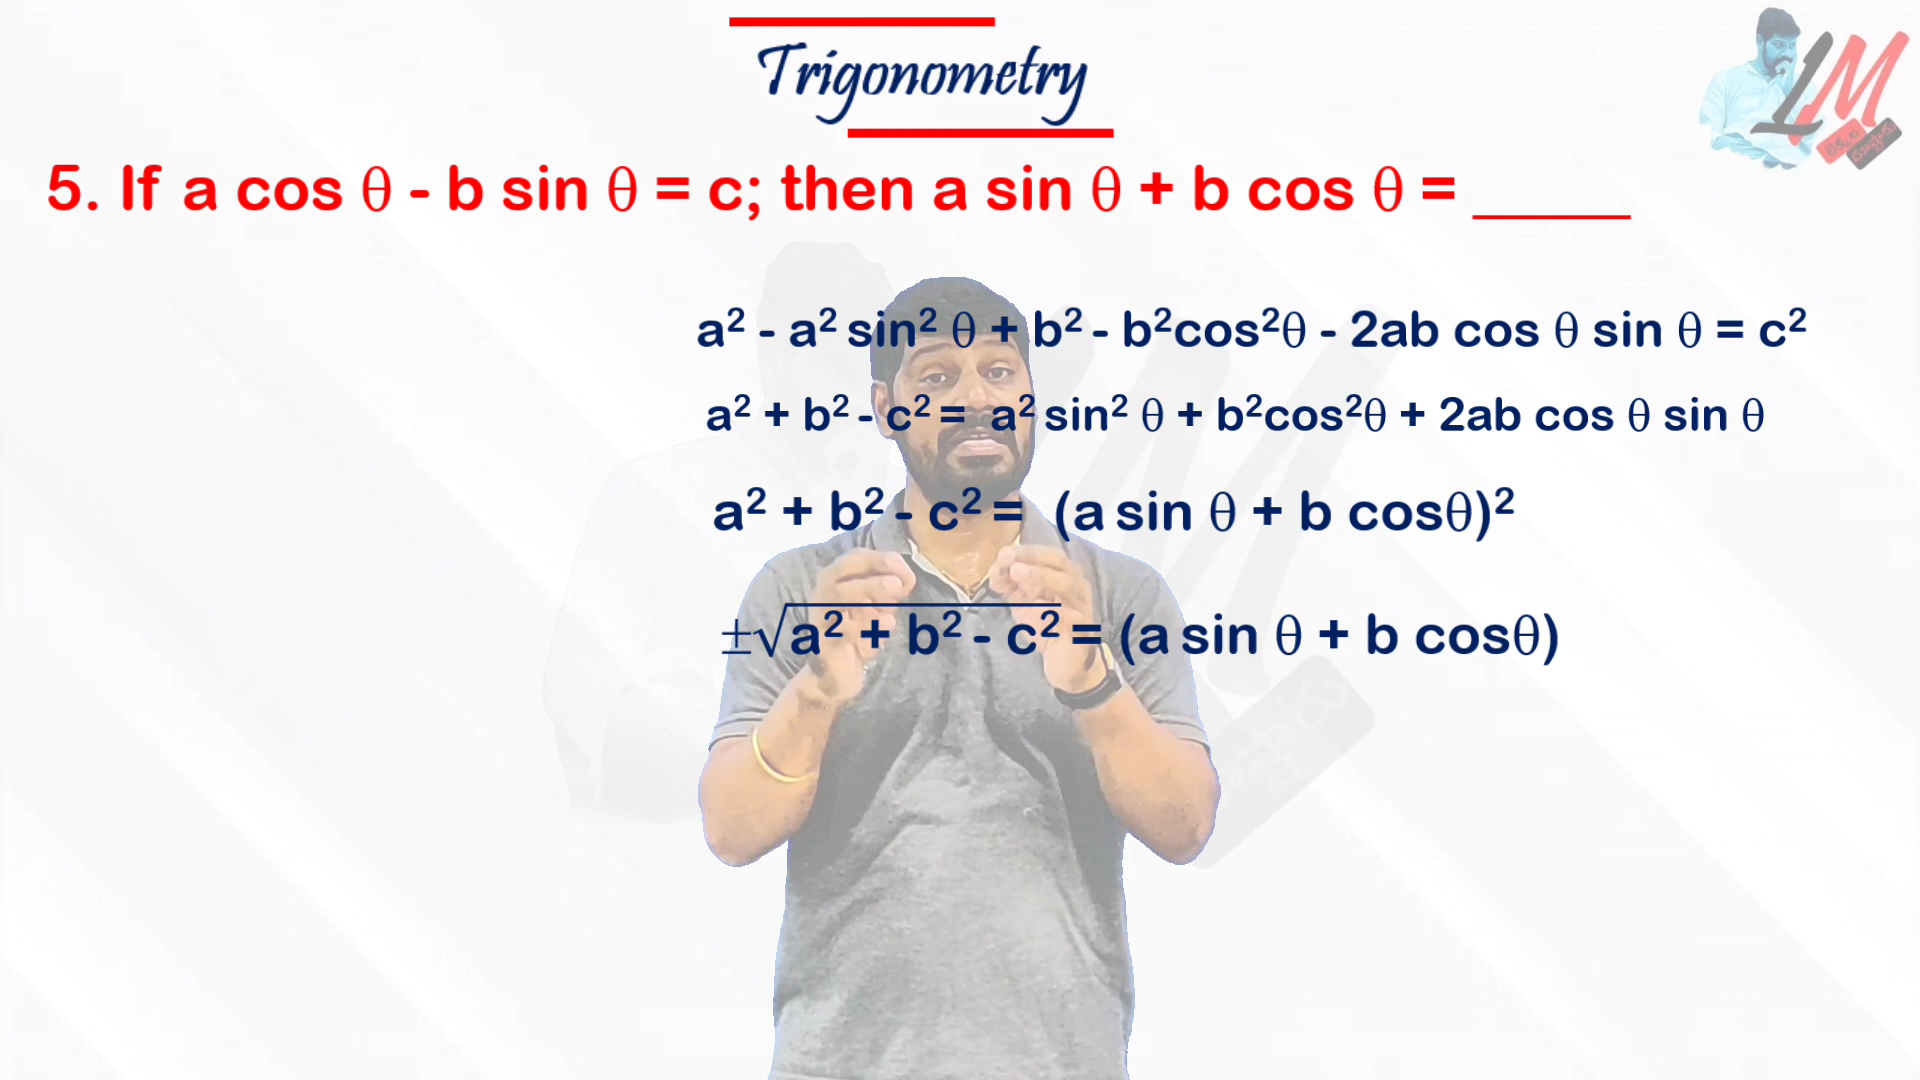 Trigonometry
LM
5. If a cos θ - b sin θ = c; then a sin θ + b cos θ = _____
a² - a² sin² θ + b² - b²cos²θ - 2ab cos θ sin θ = c²
a² + b² - c² = a² sin² θ + b²cos²θ + 2ab cos θ sin θ
a² + b² - c² = (a sin θ + b cosθ)²
±√a² + b² - c² = (a sin θ + b cosθ)